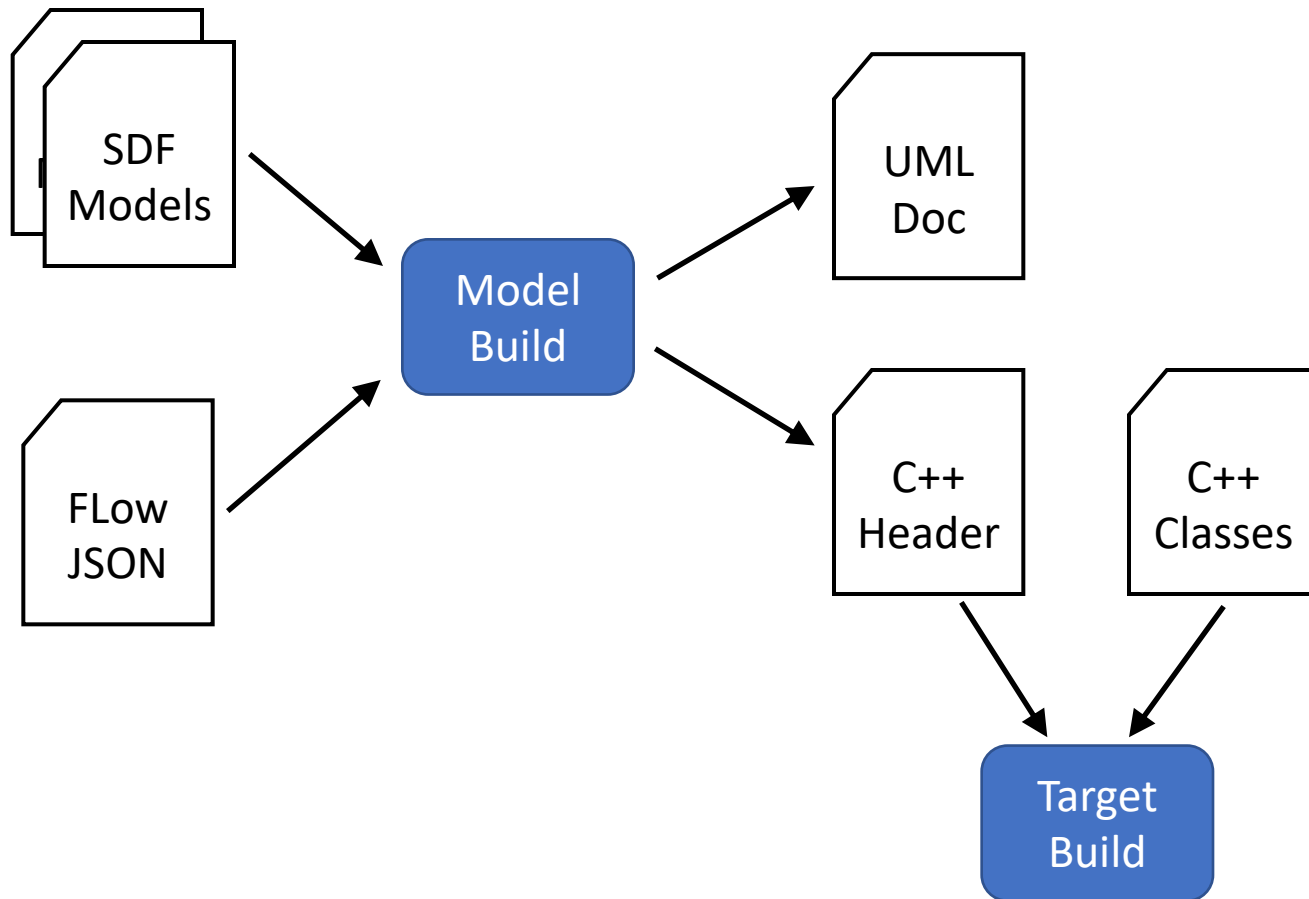 SDF
Models
UML
Doc
Model
Build
FLow
JSON
C++
Header
C++
Classes
Target
Build